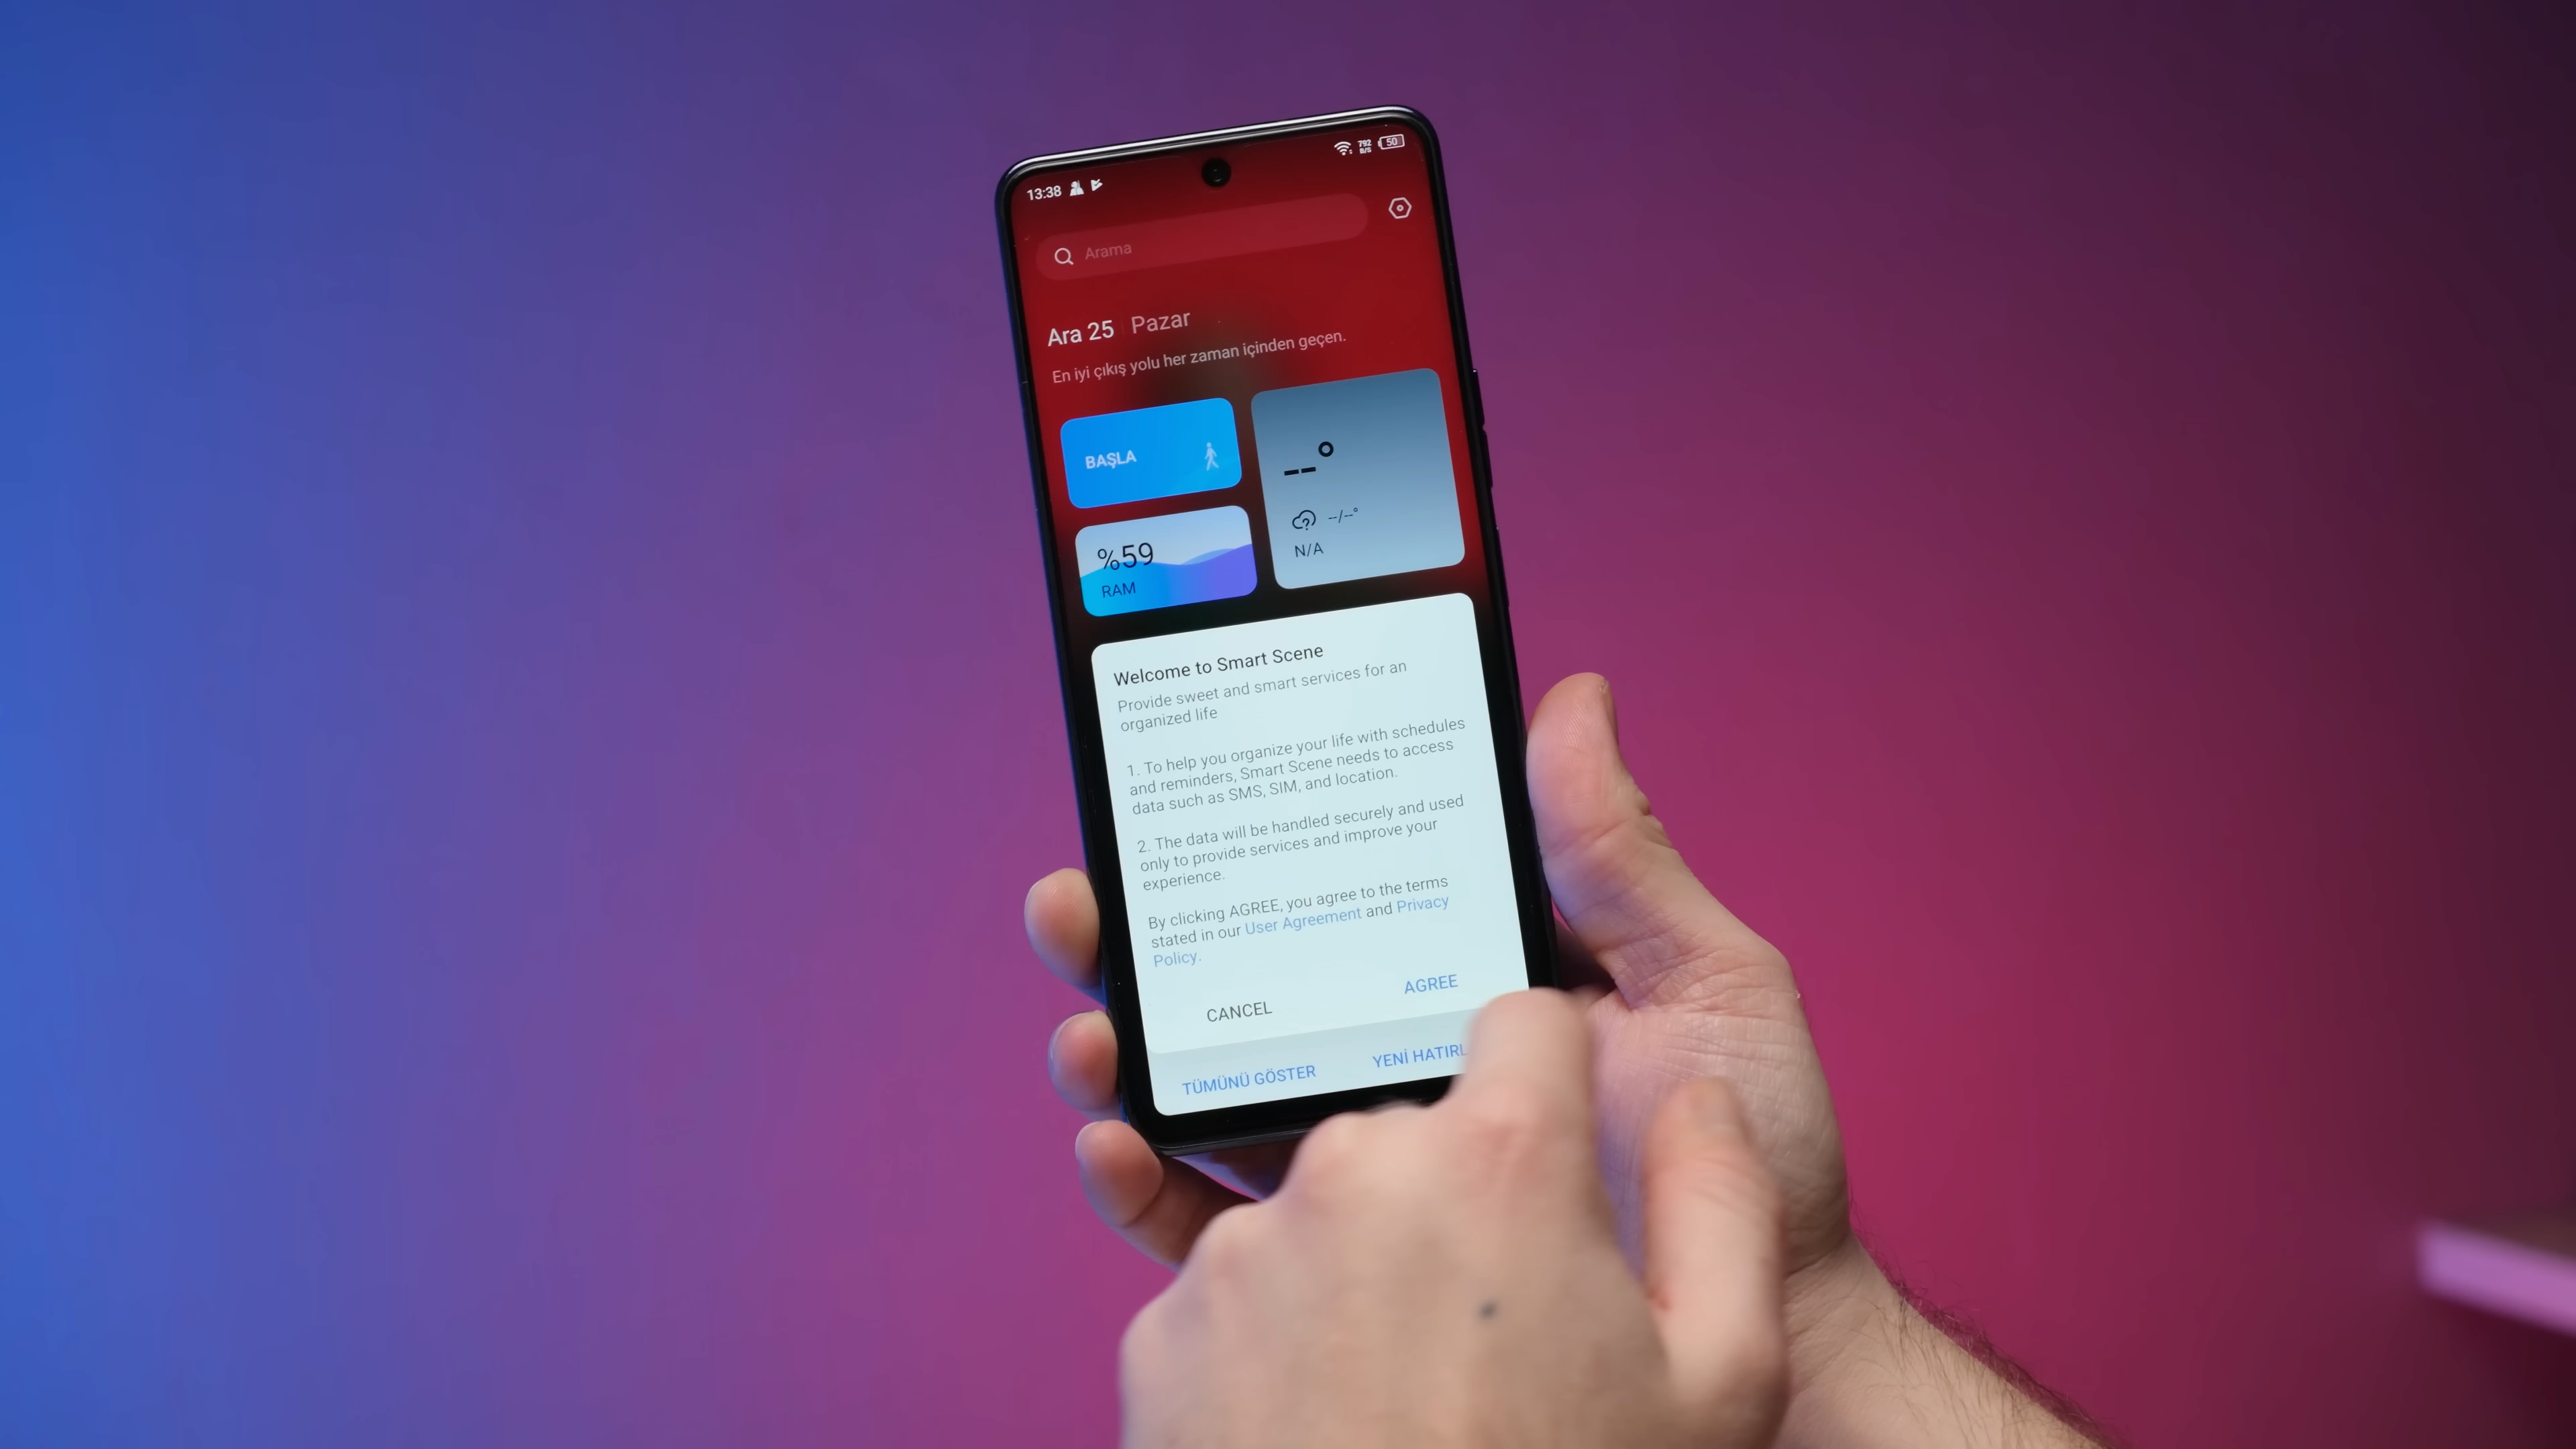 13:38
792
B/S
50
Arama
Ara 25 Pazar
En iyi çıkış yolu her zaman içinden geçen.
BAŞLA
--°
--/--°
N/A
%59
RAM
Welcome to Smart Scene
Provide sweet and smart services for an
organized life
1. To help you organize your life with schedules
and reminders, Smart Scene needs to access
data such as SMS, SIM, and location.
2. The data will be handled securely and used
only to provide services and improve your
experience.
By clicking AGREE, you agree to the terms
stated in our User Agreement and Privacy
Policy.
CANCEL AGREE
TÜMÜNÜ GÖSTER YENİ